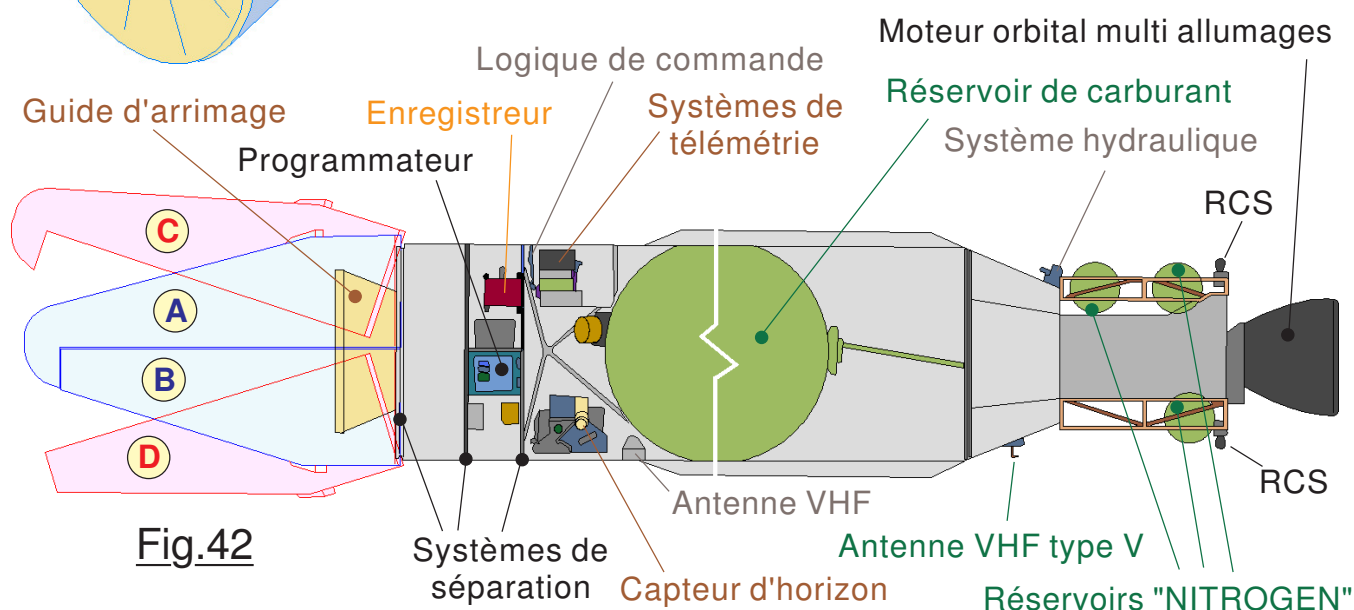 Moteur orbital multi allumages
Logique de commande
Réservoir de carburant
Guide d'arrimage
Enregistreur
Systèmes de
télémétrie
Système hydraulique
Programmateur
RCS
C
A
B
D
RCS
Antenne VHF
Fig.42
Systèmes de
séparation
Antenne VHF type V
Capteur d'horizon
Réservoirs "NITROGEN"